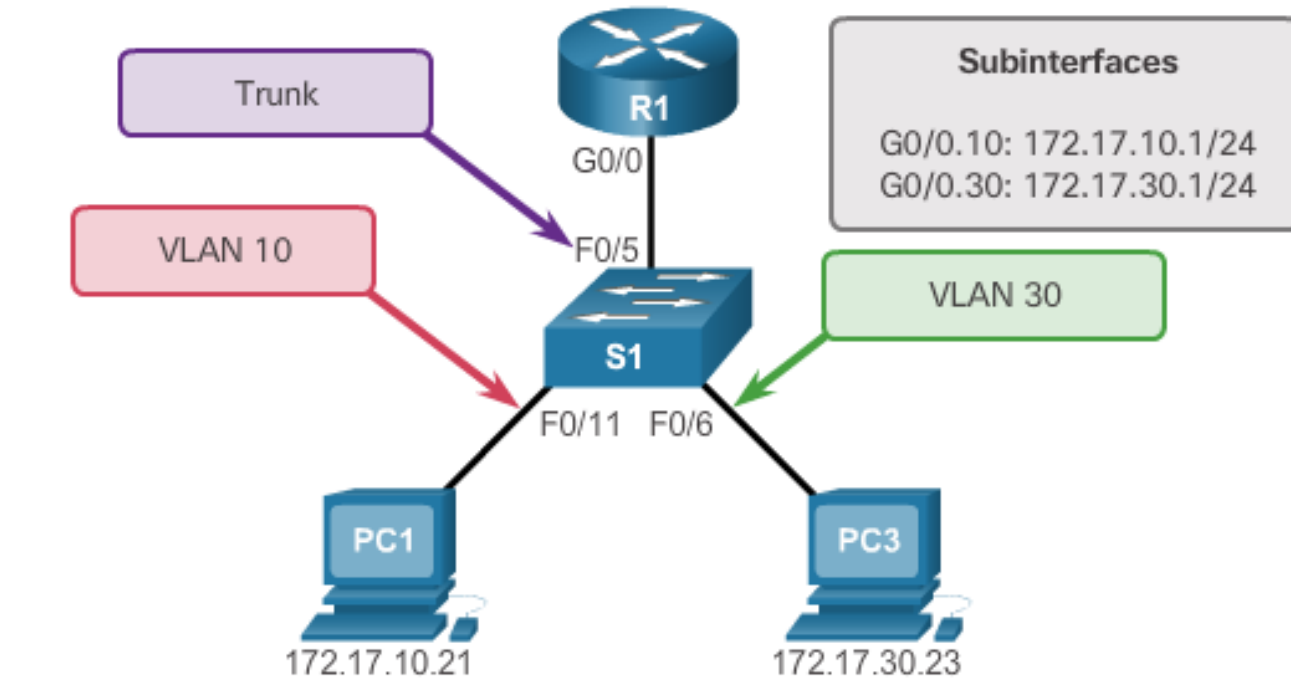 Trunk
R1
Subinterfaces
G0/0.10: 172.17.10.1/24
G0/0.30: 172.17.30.1/24
G0/0
VLAN 10
F0/5
VLAN 30
S1
F0/11
F0/6
PC1
PC3
172.17.10.21
172.17.30.23